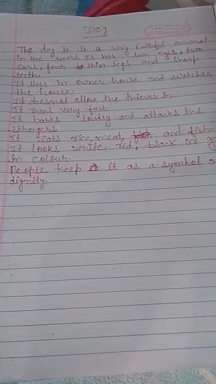 Dog
The dog is is a very faithful animal
in the world. It has two eyes, two
ears, four thin legs and sharp
teeth.
It lives in owner house and watches
the house.
It doesn't allow the thieves to
It runs very fast
It barks loudly and attacks the
strangers
It eats rice, meat, and fish
It looks white, red, black or
in colour.
People keep it as a symbol
dignity.